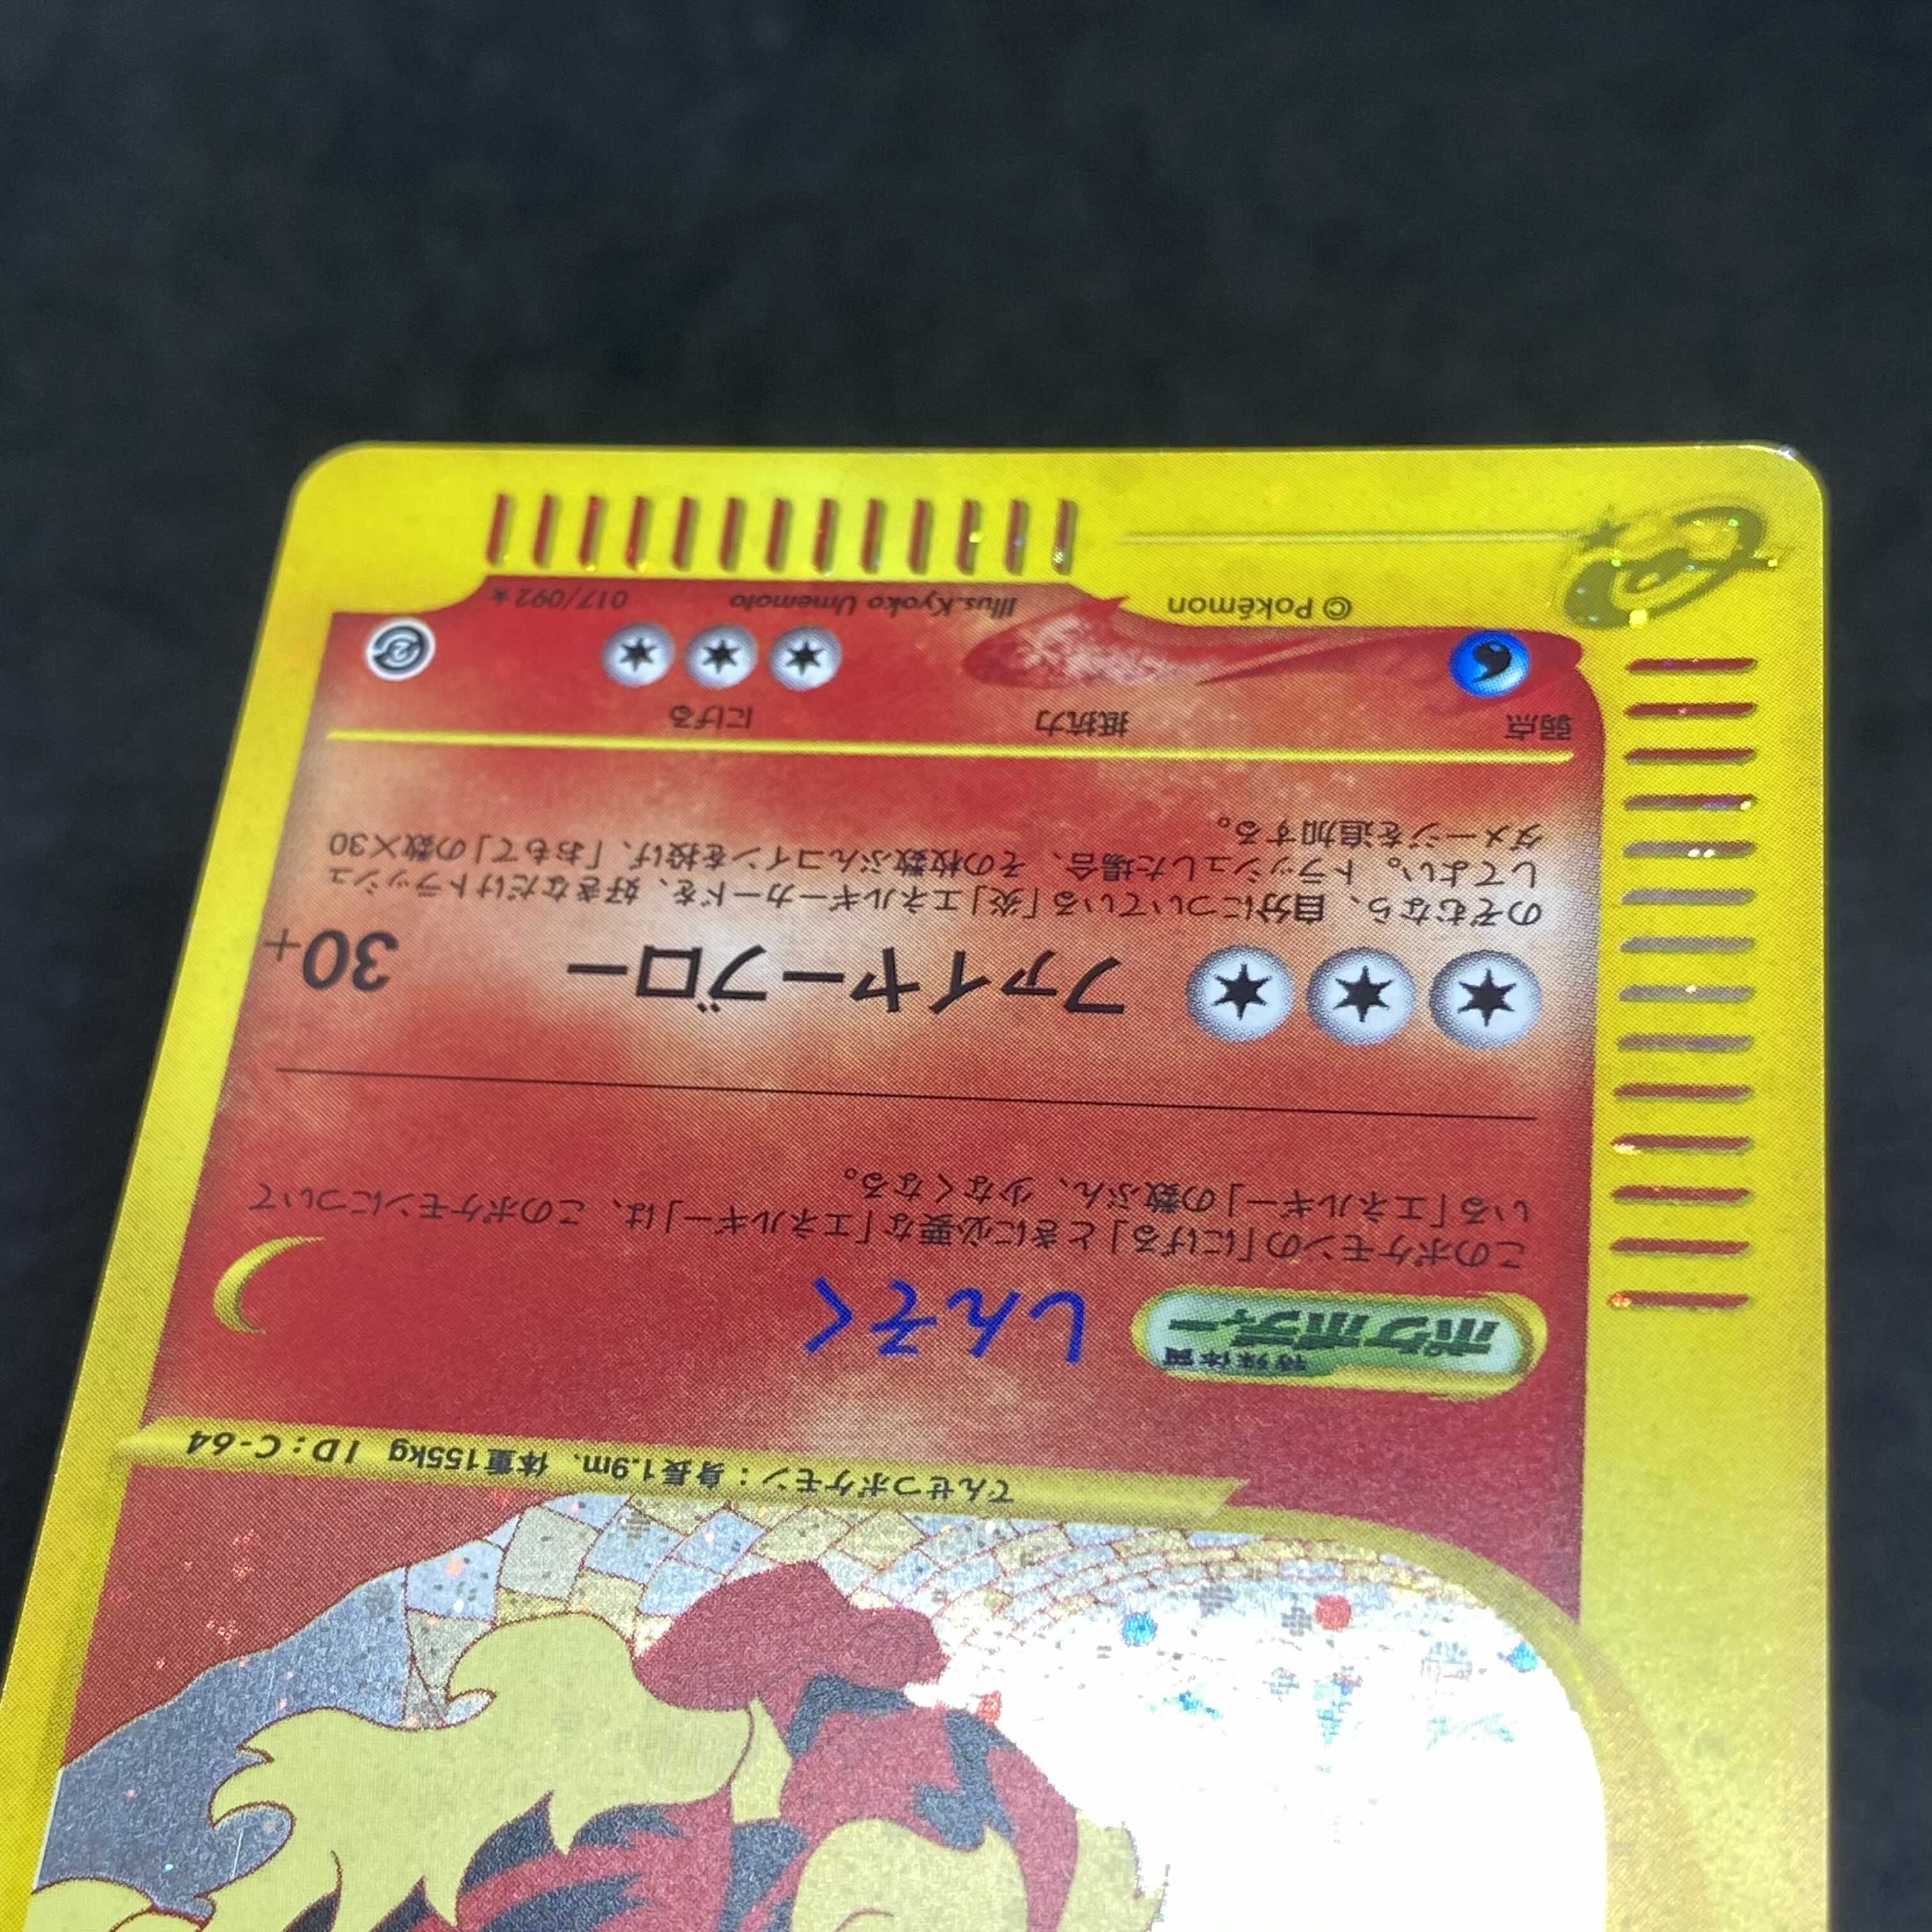 でんせつポケモン：身長1.9m、体重155kg ID：C-64
特殊体質
ポケボディー
しんそく
このポケモンの「にげる」ときに必要な「エネルギー」は、このポケモンについて
いる「エネルギー」の数ぶん、少なくなる。
ファイヤーブロー 30+
のぞむなら、自分についている「炎」エネルギーカードを、好きなだけトラッシュ
してよい。トラッシュした場合、その枚数ぶんコインを投げ、「おもて」の数×30
ダメージを追加する。
弱点 抵抗力 にげる
©Pokémon Illus.Kyoko Umemoto 017/092★
e
2